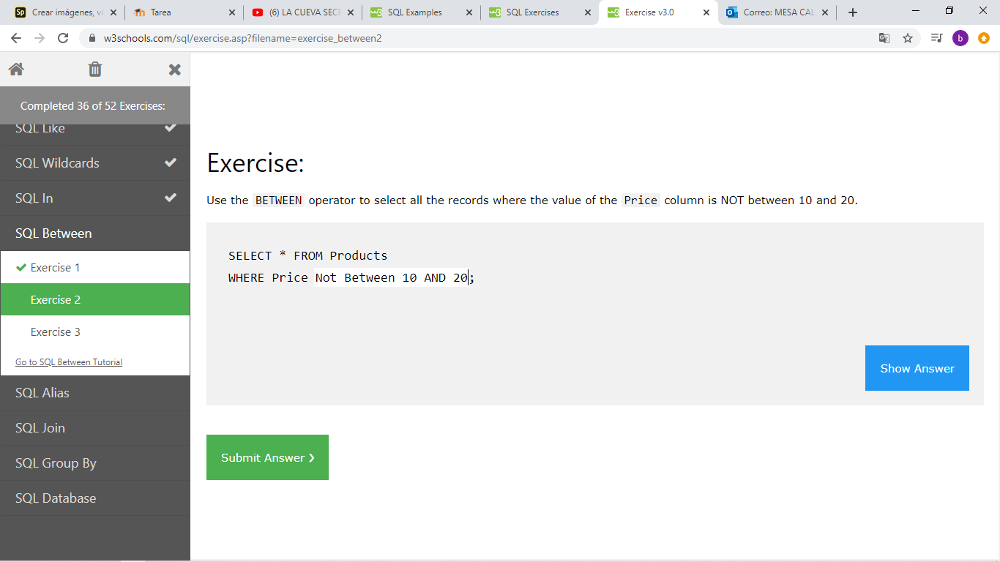 Crear imágenes, ví
Tarea
(6) LA CUEVA SECR
SQL Examples
SQL Exercises
Exercise v3.0
Correo: MESA CAL
w3schools.com/sql/exercise.asp?filename=exercise_between2
b
Completed 36 of 52 Exercises:
SQL Like
SQL Wildcards
SQL In
SQL Between
Exercise 1
Exercise 2
Exercise 3
Go to SQL Between Tutorial
SQL Alias
SQL Join
SQL Group By
SQL Database
Exercise:
Use the BETWEEN operator to select all the records where the value of the Price column is NOT between 10 and 20.
SELECT * FROM Products
WHERE Price Not Between 10 AND 20;
Show Answer
Submit Answer ❯